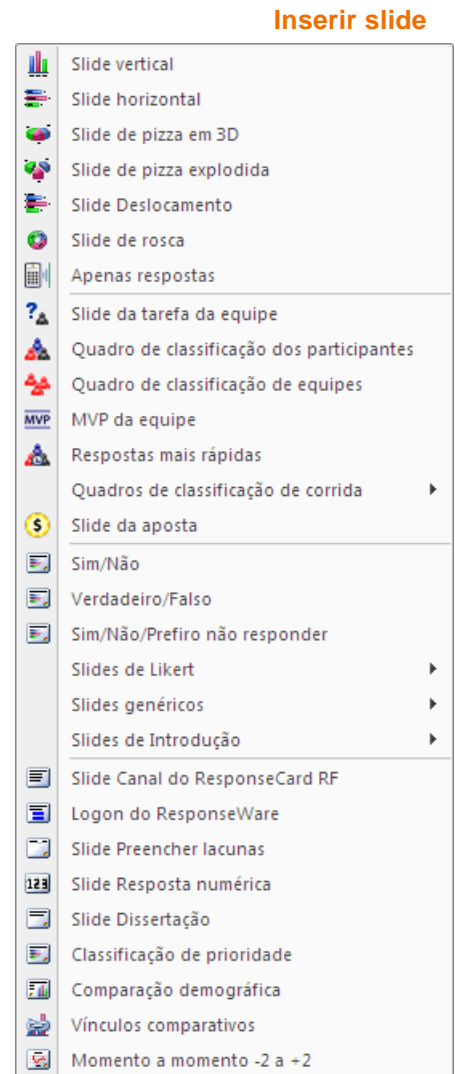 Inserir slide
Slide vertical
Slide horizontal
Slide de pizza em 3D
Slide de pizza explodida
Slide Deslocamento
Slide de rosca
Apenas respostas
Slide da tarefa da equipe
Quadro de classificação dos participantes
Quadro de classificação de equipes
MVP MVP da equipe
Respostas mais rápidas
Quadros de classificação de corrida
Slide da aposta
Sim/Não
Verdadeiro/Falso
Sim/Não/Prefiro não responder
Slides de Likert
Slides genéricos
Slides de Introdução
Slide Canal do ResponseCard RF
Logon do ResponseWare
Slide Preencher lacunas
123 Slide Resposta numérica
Slide Dissertação
Classificação de prioridade
Comparação demográfica
Vínculos comparativos
Momento a momento -2 a +2